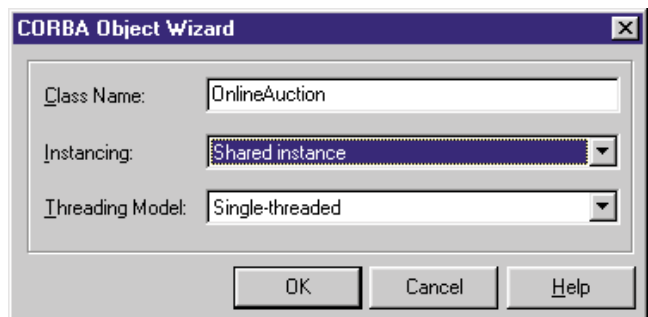 CORBA Object Wizard
Class Name: OnlineAuction
Instancing: Shared instance
Threading Model: Single-threaded
OK Cancel Help